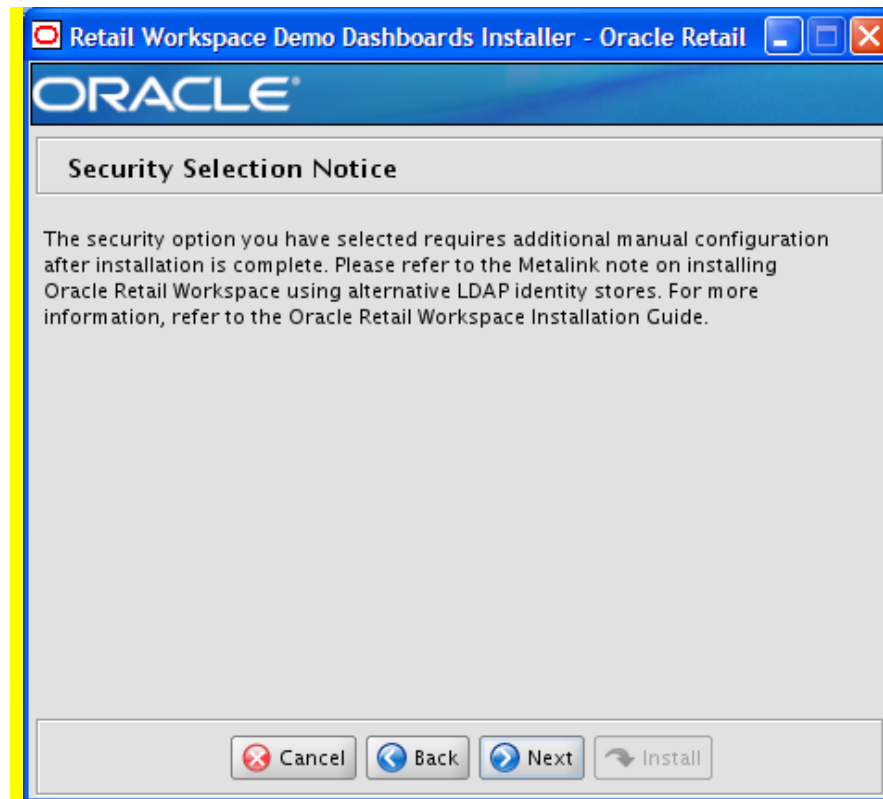 Retail Workspace Demo Dashboards Installer - Oracle Retail
ORACLE®
Security Selection Notice
The security option you have selected requires additional manual configuration
after installation is complete. Please refer to the Metalink note on installing
Oracle Retail Workspace using alternative LDAP identity stores. For more
information, refer to the Oracle Retail Workspace Installation Guide.
Cancel Back Next Install